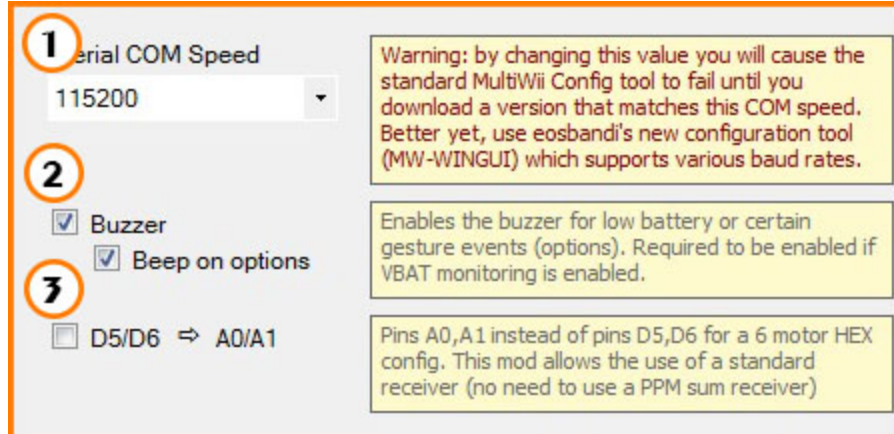 1
erial COM Speed
115200
Warning: by changing this value you will cause the
standard MultiWii Config tool to fail until you
download a version that matches this COM speed.
Better yet, use eosbandi's new configuration tool
(MW-WINGUI) which supports various baud rates.
2
Buzzer
Beep on options
Enables the buzzer for low battery or certain
gesture events (options). Required to be enabled if
VBAT monitoring is enabled.
3
D5/D6 ⇨ A0/A1
Pins A0,A1 instead of pins D5,D6 for a 6 motor HEX
config. This mod allows the use of a standard
receiver (no need to use a PPM sum receiver)